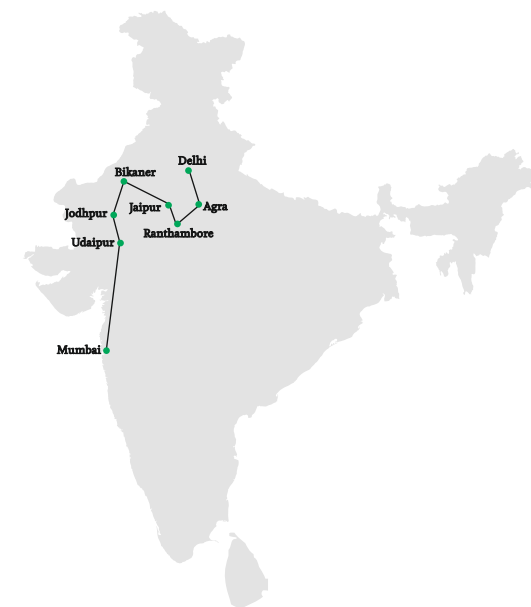 Delhi
Bikaner
Jaipur
Agra
Jodhpur
Ranthambore
Udaipur
Mumbai